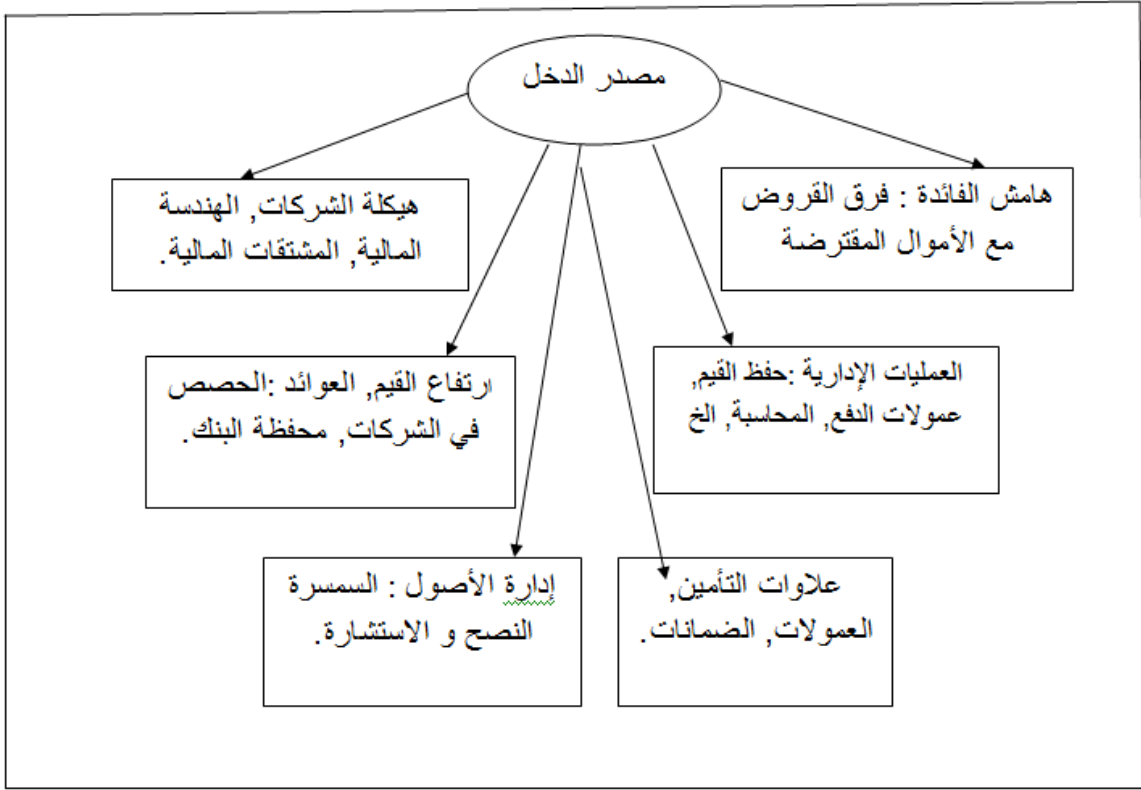 مصدر الدخل
هامش الفائدة : فرق القروض
مع الأموال المقترضة
هيكلة الشركات, الهندسة
المالية, المشتقات المالية.
العمليات الإدارية :حفظ القيم,
عمولات الدفع, المحاسبة, الخ
ارتفاع القيم, العوائد :الحصص
في الشركات, محفظة البنك.
علاوات التأمين,
العمولات, الضمانات.
إدارة الأصول : السمسرة
النصح و الاستشارة.